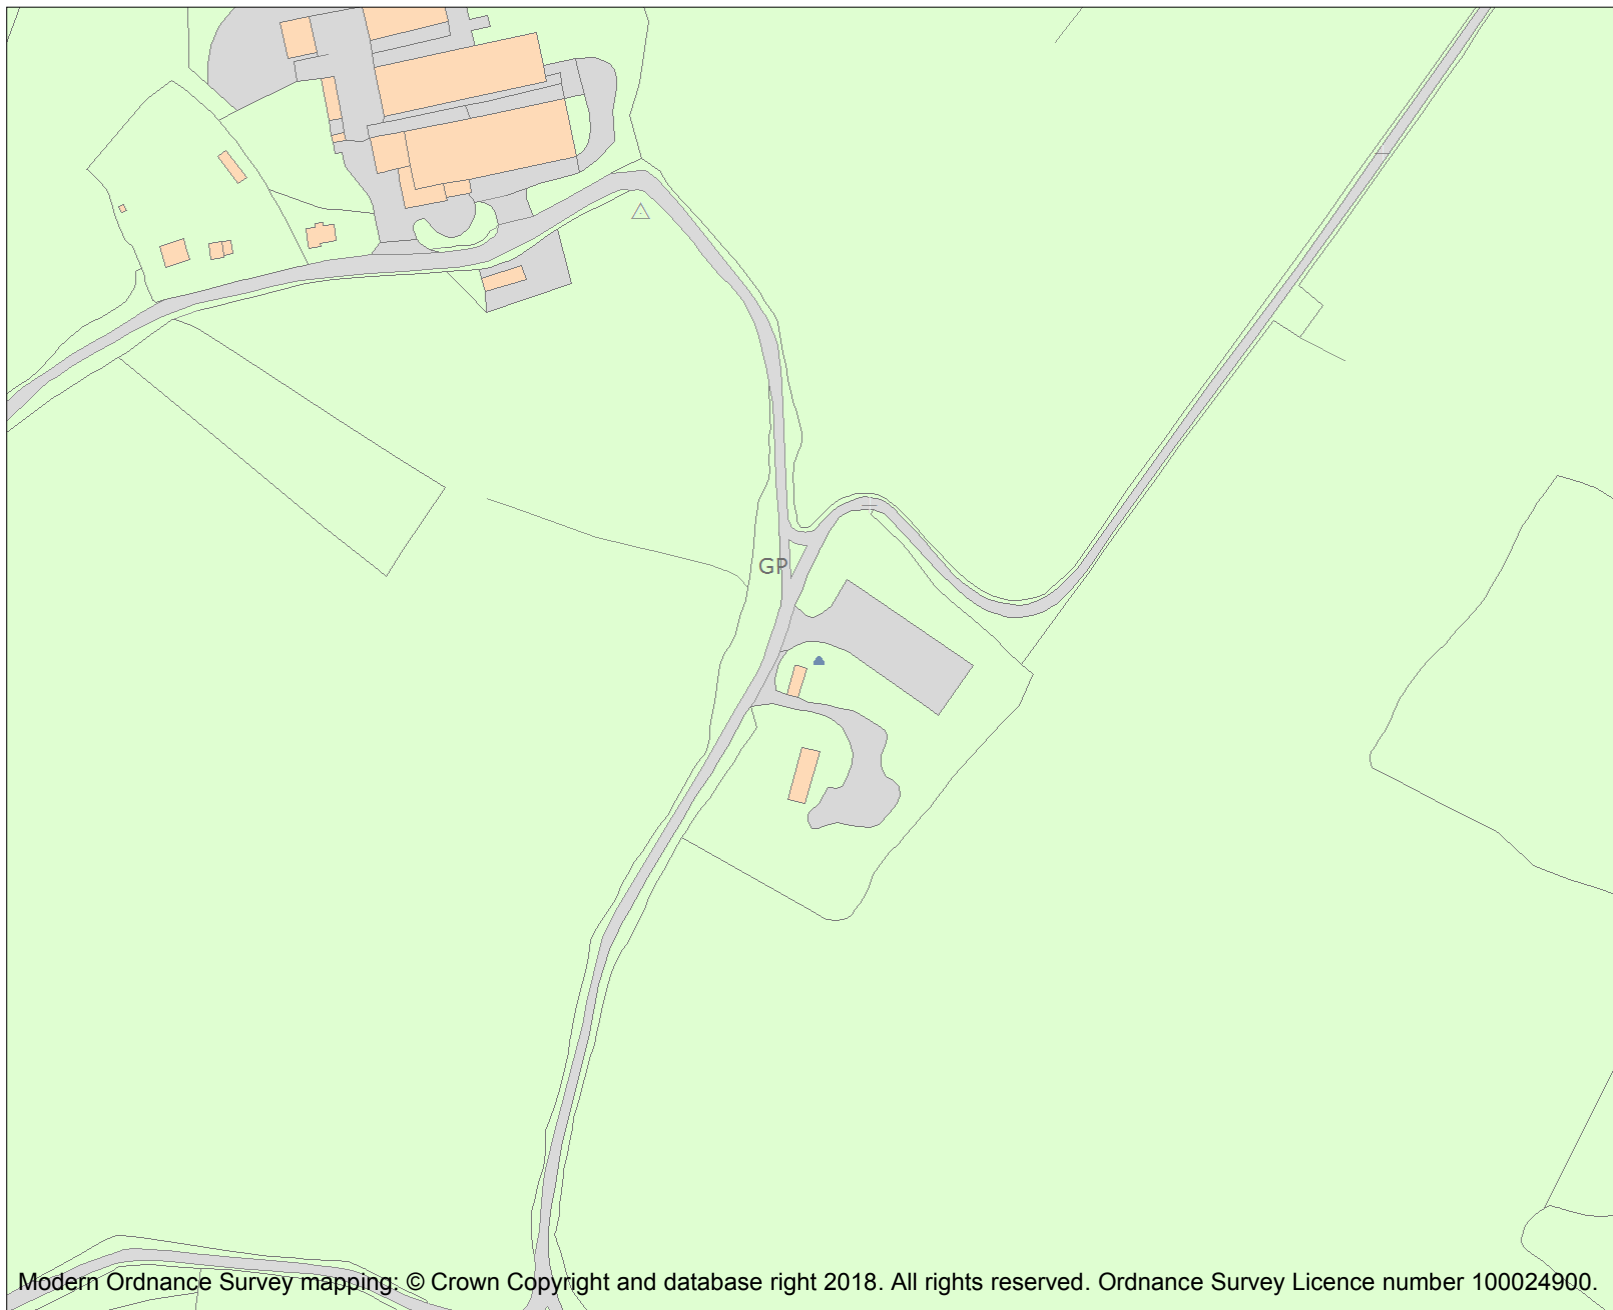 GP
Modern Ordnance Survey mapping: © Crown Copyright and database right 2018. All rights reserved. Ordnance Survey Licence number 100024900.